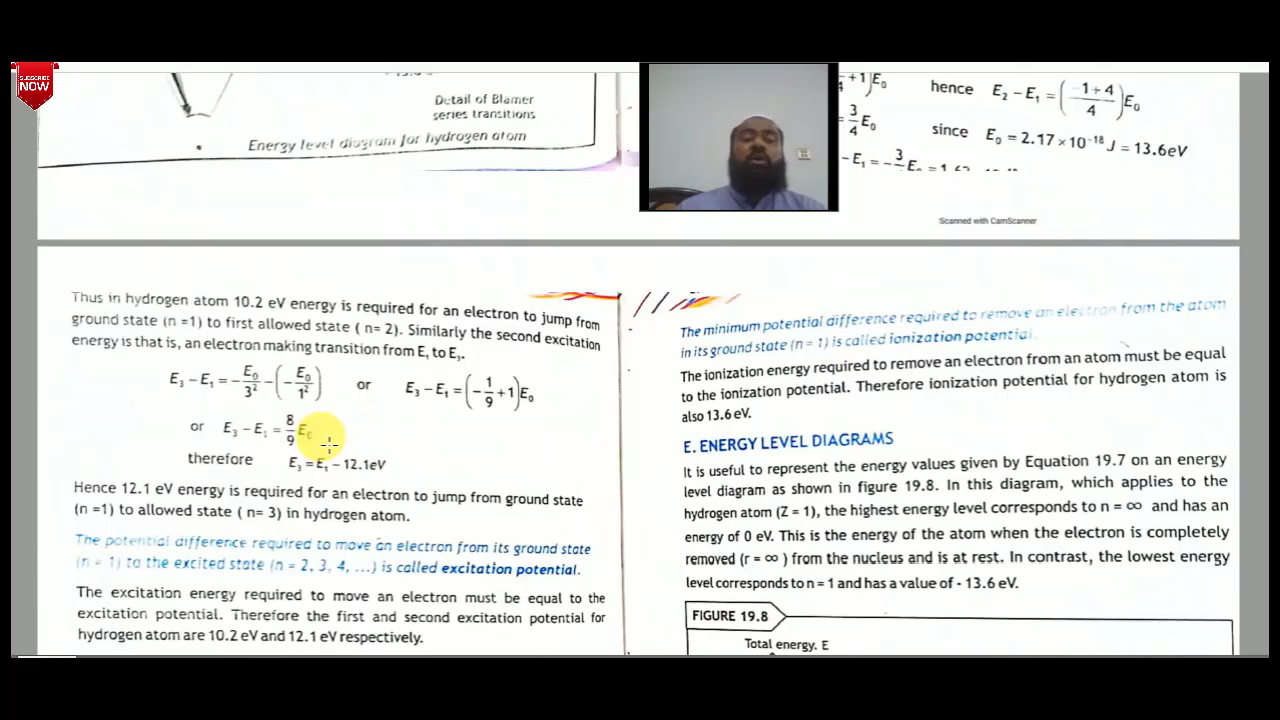 SUBSCRIBE
NOW
Detail of Blamer
series transitions
Energy level diagram for hydrogen atom
hence E₂ – E₁ = (–1+4/4)E₀
= 3/4 E₀
since E₀ = 2.17 × 10⁻¹⁸ J = 13.6eV
– E₁ = – 3/4
Scanned with CamScanner
Thus in hydrogen atom 10.2 eV energy is required for an electron to jump from
ground state (n =1) to first allowed state ( n= 2). Similarly the second excitation
energy is that is, an electron making transition from E₁ to E₃.
E₃ – E₁ = – E₀/3² – (– E₀/1²) or E₃ – E₁ = (– 1/9 + 1)E₀
or E₃ – E₁ = 8/9 E₀
therefore E₃ = E₁ – 12.1eV
Hence 12.1 eV energy is required for an electron to jump from ground state
(n =1) to allowed state ( n= 3) in hydrogen atom.
The potential difference required to move an electron from its ground state
(n = 1) to the excited state (n = 2, 3, 4, ...) is called excitation potential.
The excitation energy required to move an electron must be equal to the
excitation potential. Therefore the first and second excitation potential for
hydrogen atom are 10.2 eV and 12.1 eV respectively.
The minimum potential difference required to remove an electron from the atom
in its ground state (n = 1) is called ionization potential.
The ionization energy required to remove an electron from an atom must be equal
to the ionization potential. Therefore ionization potential for hydrogen atom is
also 13.6 eV.
E. ENERGY LEVEL DIAGRAMS
It is useful to represent the energy values given by Equation 19.7 on an energy
level diagram as shown in figure 19.8. In this diagram, which applies to the
hydrogen atom (Z = 1), the highest energy level corresponds to n = ∞ and has an
energy of 0 eV. This is the energy of the atom when the electron is completely
removed (r = ∞ ) from the nucleus and is at rest. In contrast, the lowest energy
level corresponds to n = 1 and has a value of - 13.6 eV.
FIGURE 19.8
Total energy. E